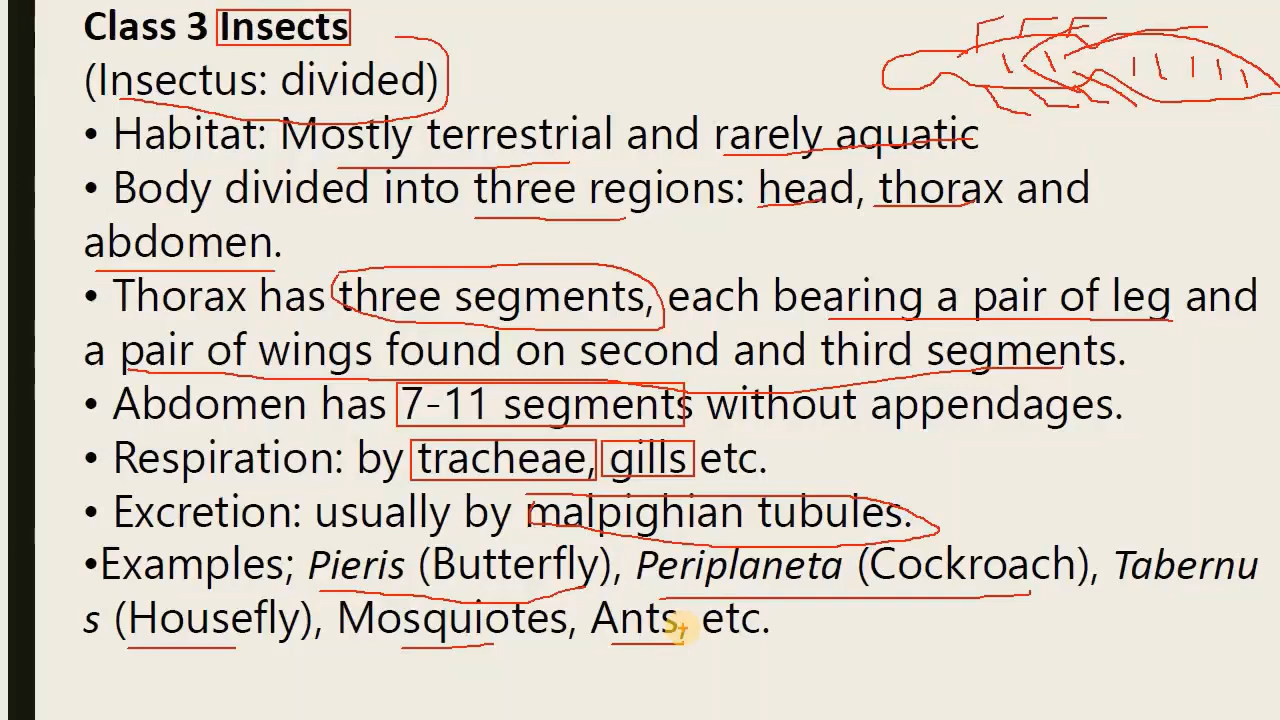 Class 3 Insects
(Insectus: divided)
• Habitat: Mostly terrestrial and rarely aquatic
• Body divided into three regions: head, thorax and
abdomen.
• Thorax has three segments, each bearing a pair of leg and
a pair of wings found on second and third segments.
• Abdomen has 7-11 segments without appendages.
• Respiration: by tracheae, gills etc.
• Excretion: usually by malpighian tubules.
•Examples; Pieris (Butterfly), Periplaneta (Cockroach), Tabernu
s (Housefly), Mosquiotes, Ants, etc.